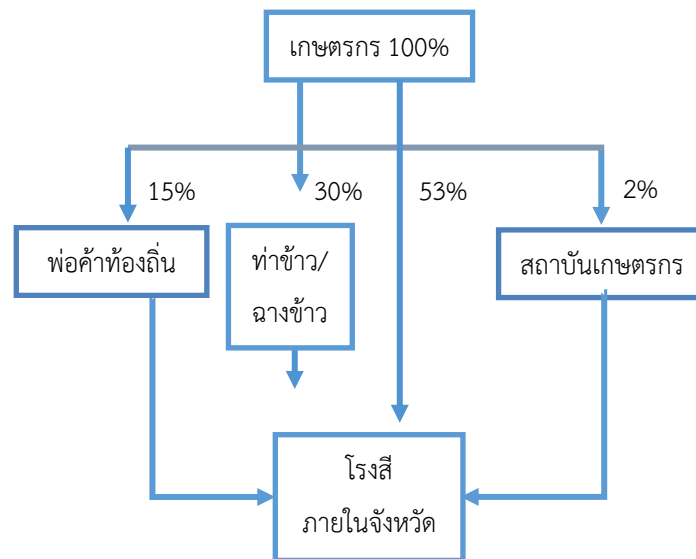 เกษตรกร 100%
15%
30%
53%
2%
พ่อค้าท้องถิ่น
ท่าข้าว/
ฉางข้าว
สถาบันเกษตรกร
โรงสี
ภายในจังหวัด